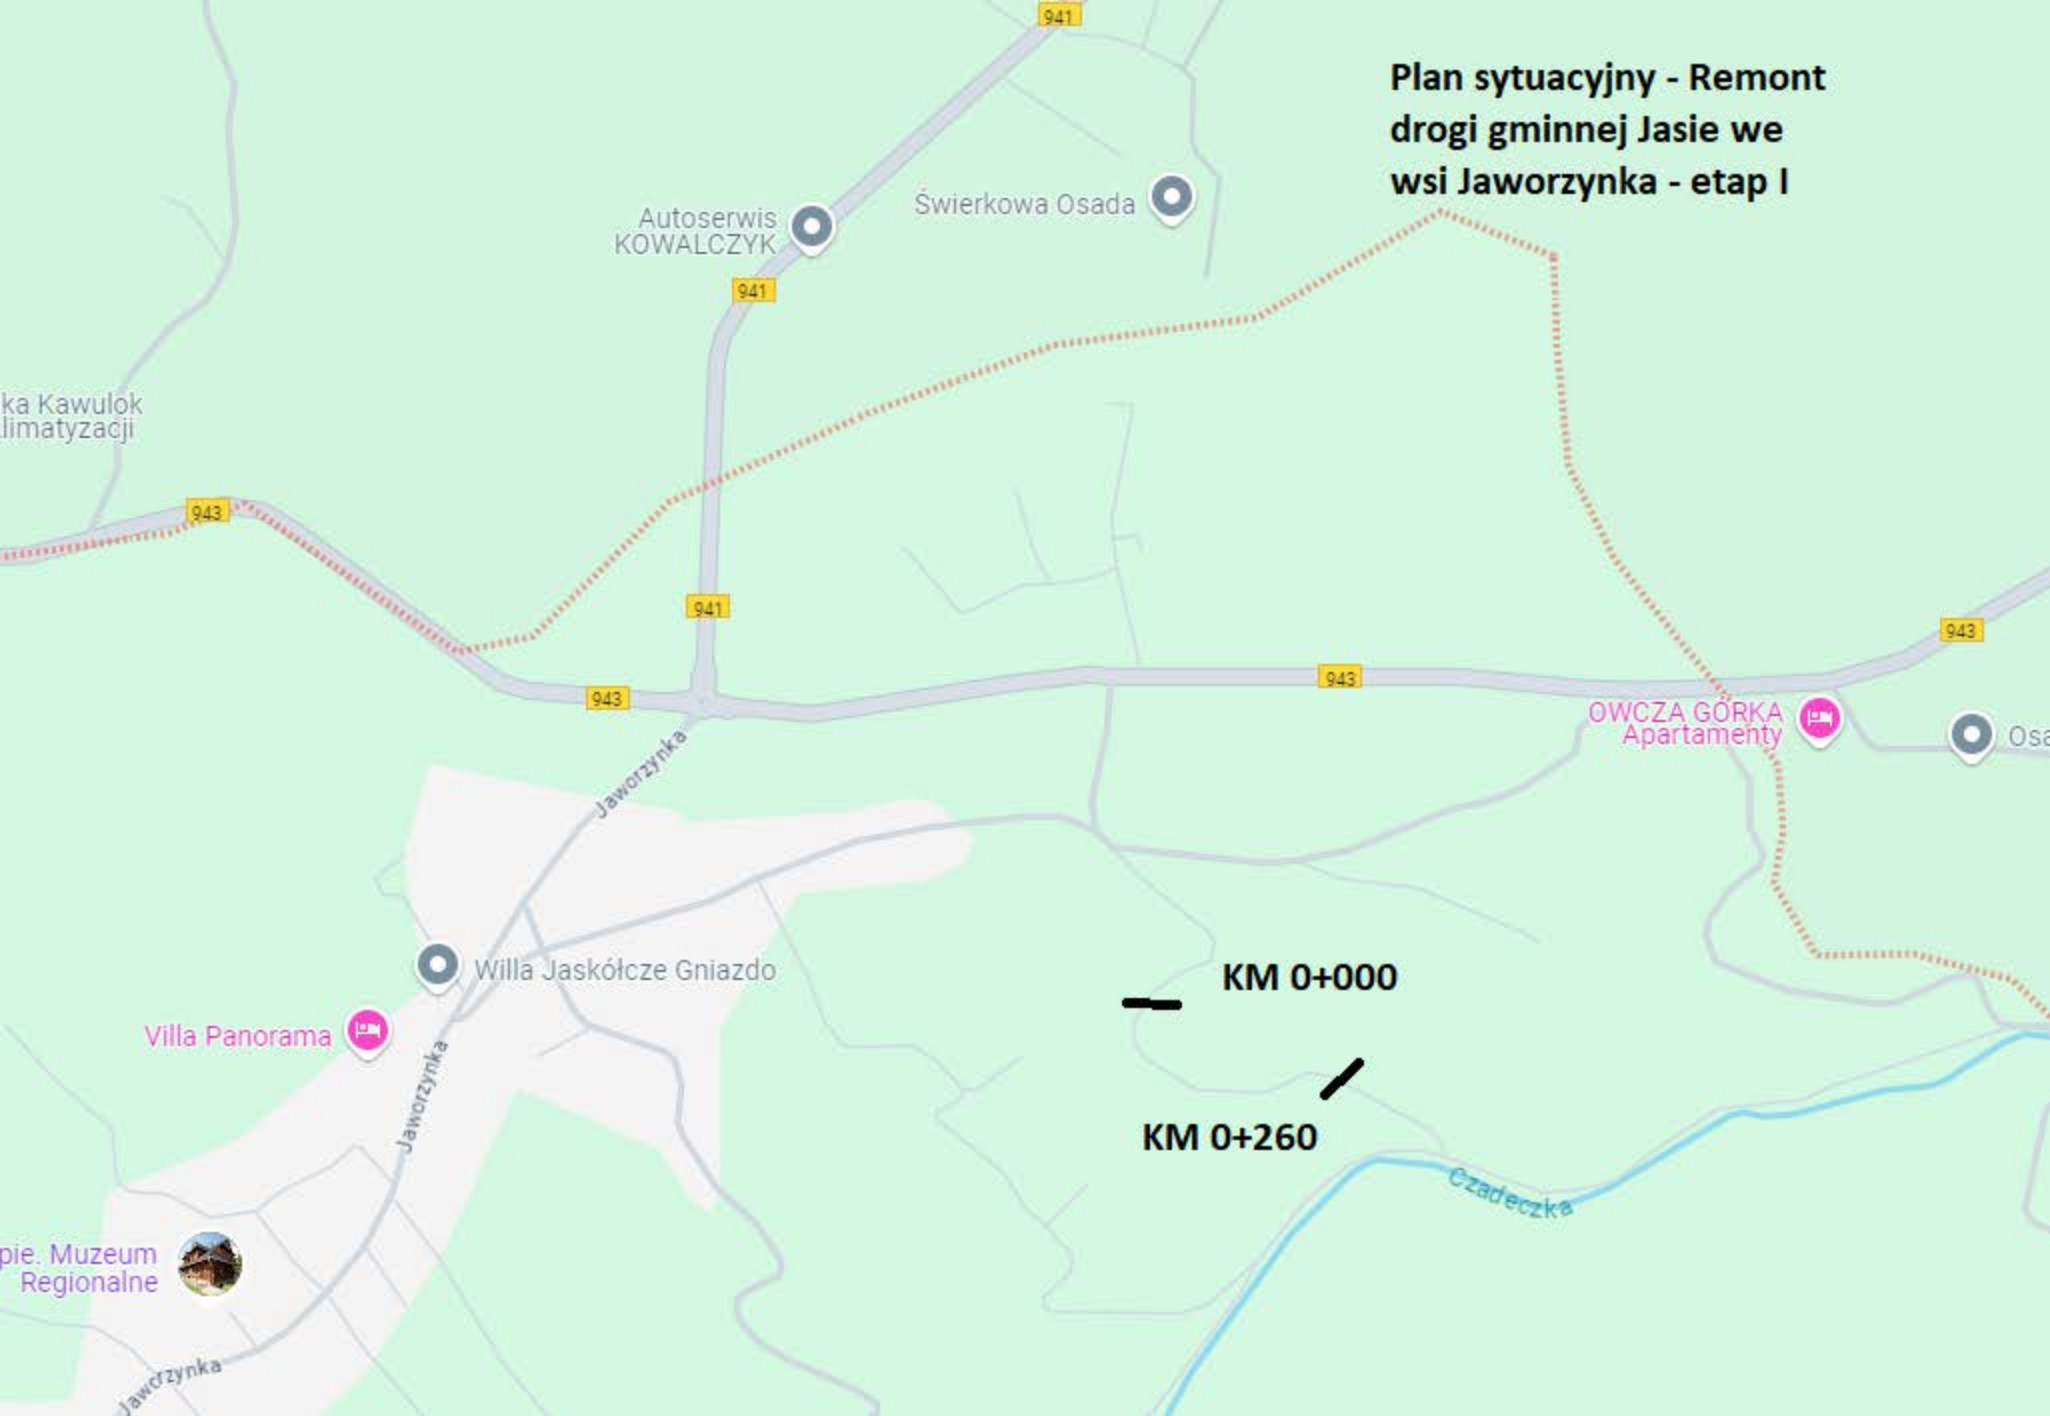 941
Plan sytuacyjny - Remont
drogi gminnej Jasie we
wsi Jaworzynka - etap I
Świerkowa Osada
Autoserwis
KOWALCZYK
941
ka Kawulok
limatyzacji
943
941
943
943
943
OWCZA GÓRKA
Apartamenty
Osa
Jaworzynka
Willa Jaskółcze Gniazdo
KM 0+000
Villa Panorama
Jaworzynka
KM 0+260
Czadeczka
pie. Muzeum
Regionalne
Jaworzynka